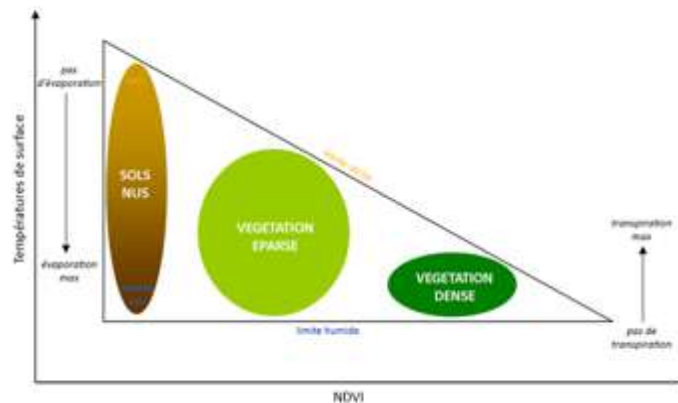 pas
d'évaporation
Températures de surface
évaporation
max
SOLS
NUS
VEGETATION
EPARSE
VEGETATION
DENSE
limite humide
transpiration
max
pas de
transpiration
NDVI